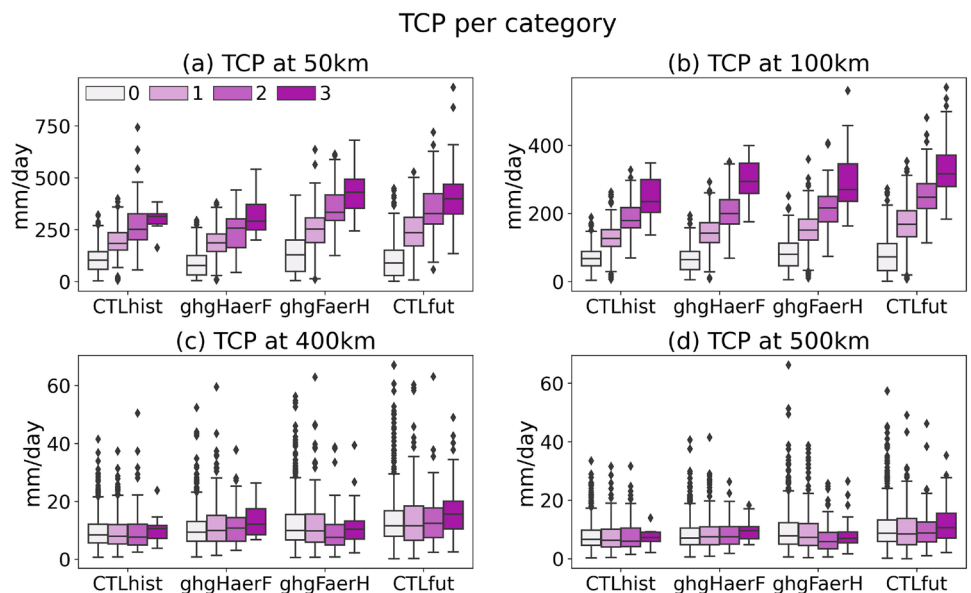 TCP per category
(a) TCP at 50km
(b) TCP at 100km
0 1 2 3
mm/day
750
500
250
0
mm/day
400
200
0
CTLhist ghgHaerF ghgFaerH CTLfut
CTLhist ghgHaerF ghgFaerH CTLfut
(c) TCP at 400km
(d) TCP at 500km
mm/day
60
40
20
0
mm/day
60
40
20
0
CTLhist ghgHaerF ghgFaerH CTLfut
CTLhist ghgHaerF ghgFaerH CTLfut